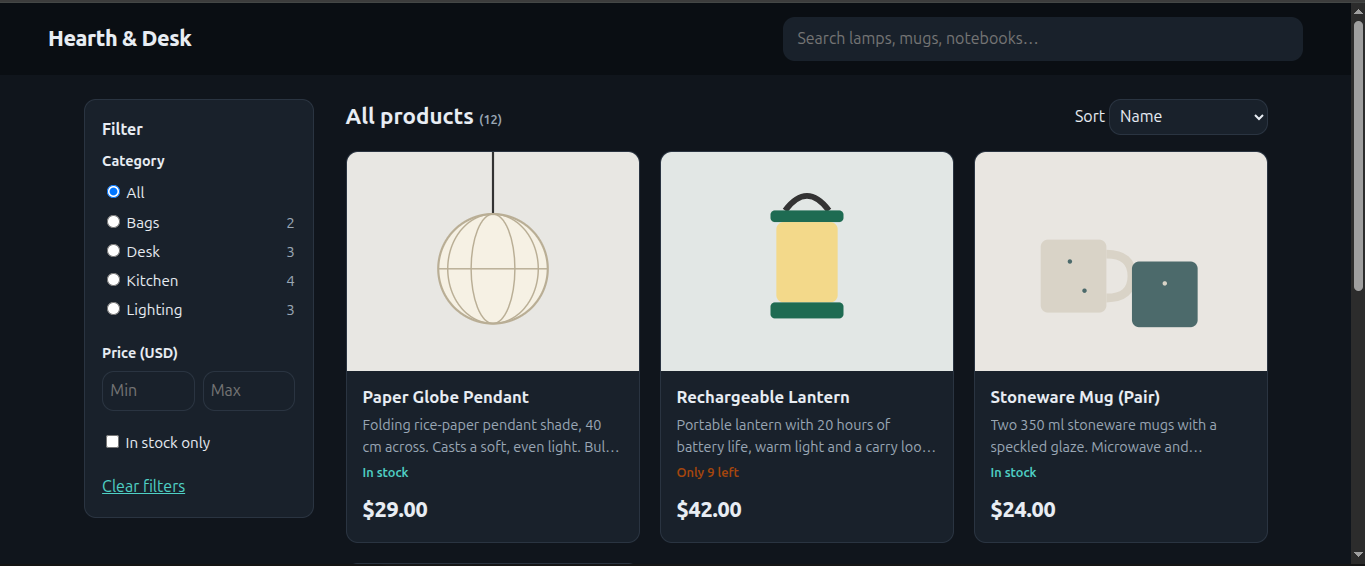 Hearth & Desk
Search lamps, mugs, notebooks…
Filter
Category
All
Bags 2
Desk 3
Kitchen 4
Lighting 3
Price (USD)
Min Max
In stock only
Clear filters
All products (12)
Sort Name
Paper Globe Pendant
Folding rice-paper pendant shade, 40
cm across. Casts a soft, even light. Bul…
In stock
$29.00
Rechargeable Lantern
Portable lantern with 20 hours of
battery life, warm light and a carry loo…
Only 9 left
$42.00
Stoneware Mug (Pair)
Two 350 ml stoneware mugs with a
speckled glaze. Microwave and…
In stock
$24.00